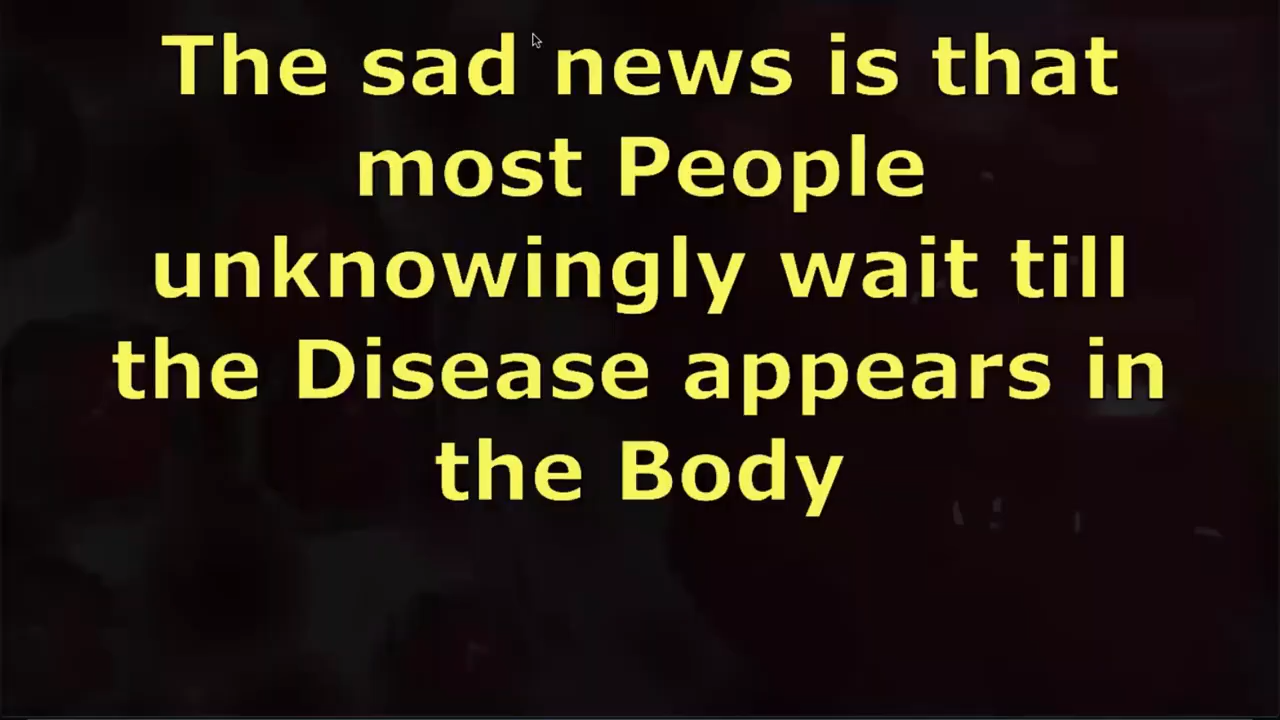 The sad news is that
most People
unknowingly wait till
the Disease appears in
the Body